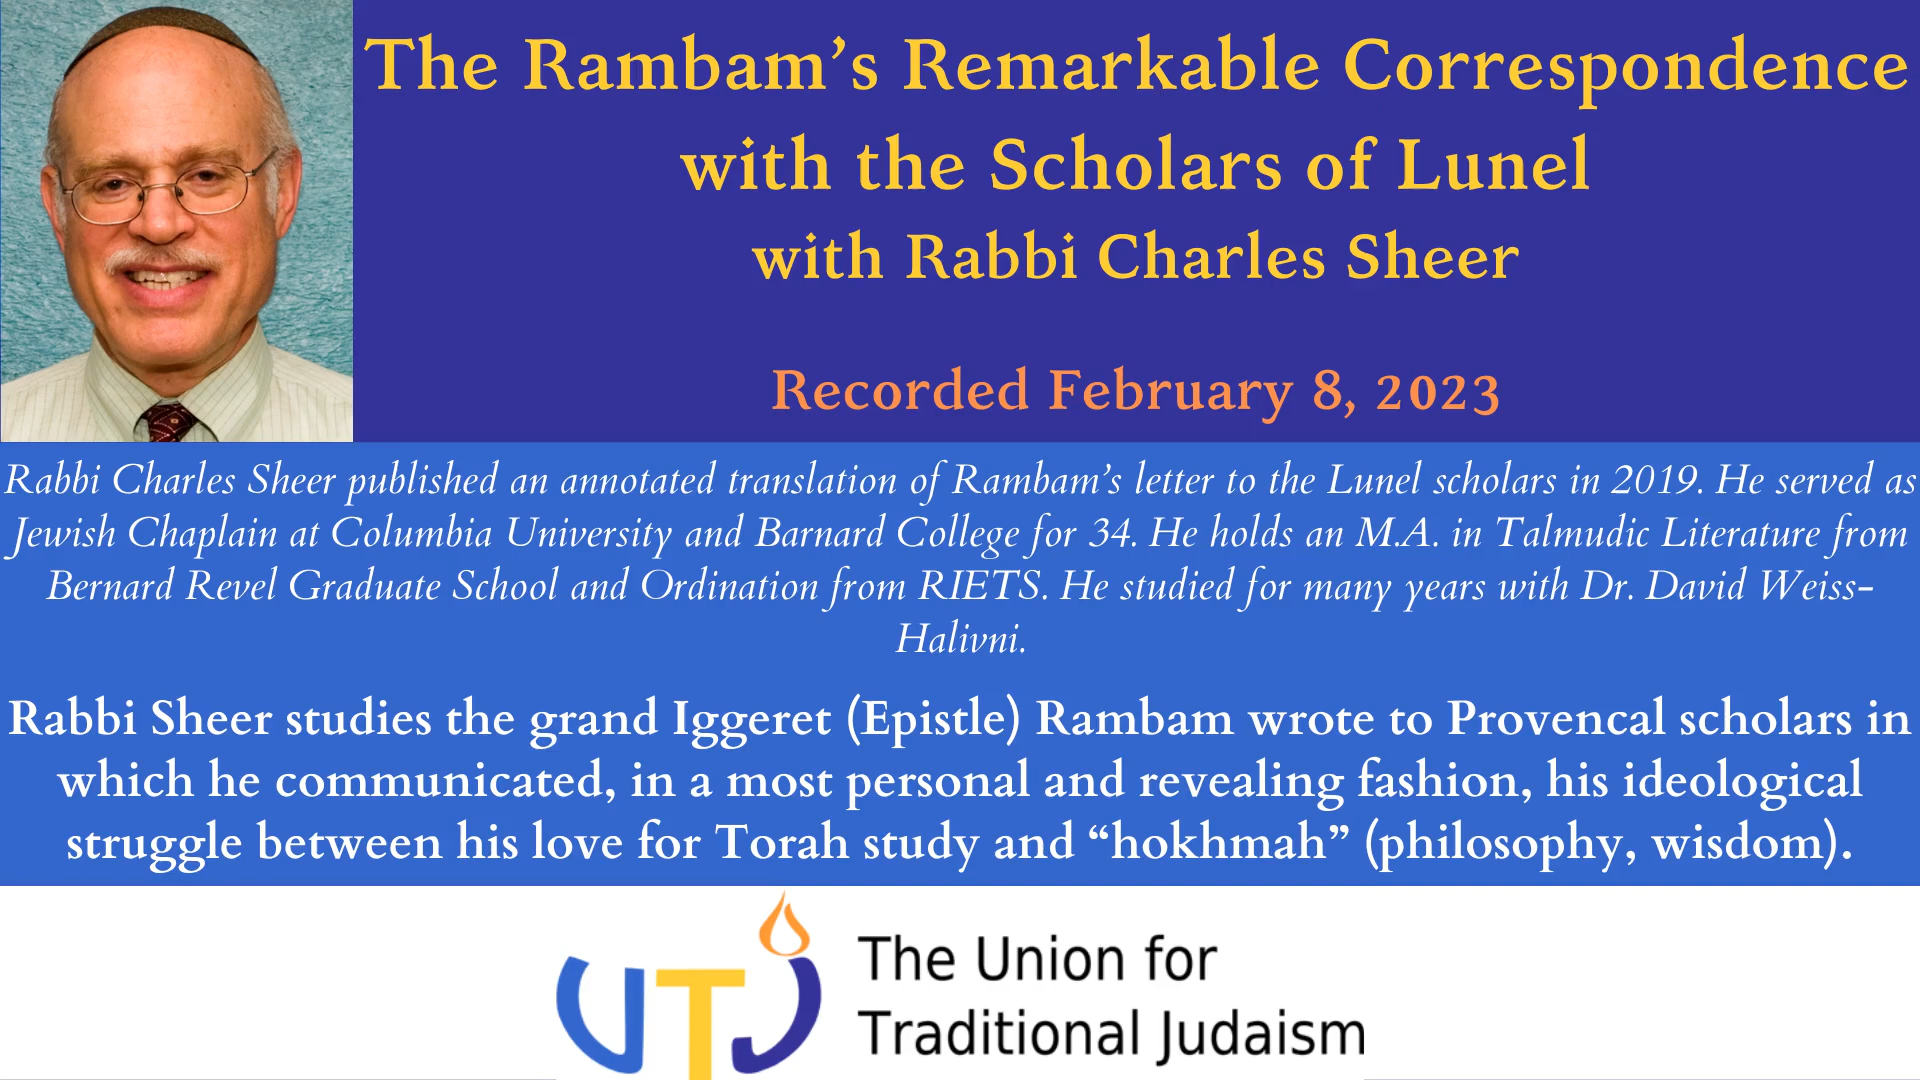 The Rambam’s Remarkable Correspondence
with the Scholars of Lunel
with Rabbi Charles Sheer
Recorded February 8, 2023
Rabbi Charles Sheer published an annotated translation of Rambam’s letter to the Lunel scholars in 2019. He served as
Jewish Chaplain at Columbia University and Barnard College for 34. He holds an M.A. in Talmudic Literature from
Bernard Revel Graduate School and Ordination from RIETS. He studied for many years with Dr. David Weiss-
Halivni.
Rabbi Sheer studies the grand Iggeret (Epistle) Rambam wrote to Provencal scholars in
which he communicated, in a most personal and revealing fashion, his ideological
struggle between his love for Torah study and “hokhmah” (philosophy, wisdom).
UTJ
The Union for
Traditional Judaism